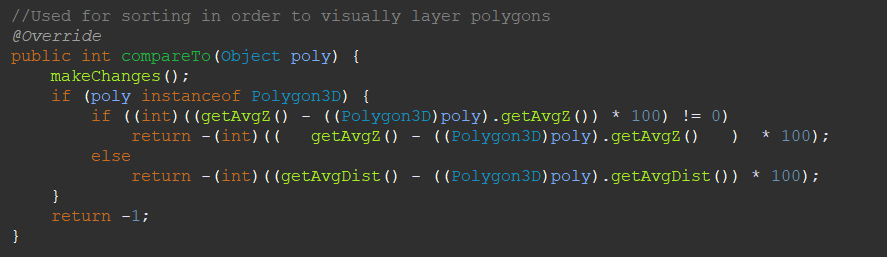 //Used for sorting in order to visually layer polygons
@Override
public int compareTo(Object poly) {
    makeChanges();
    if (poly instanceof Polygon3D) {
        if ((int)((getAvgZ() - ((Polygon3D)poly).getAvgZ()) * 100) != 0)
            return -(int)((   getAvgZ() - ((Polygon3D)poly).getAvgZ()   )  * 100);
        else
            return -(int)((getAvgDist() - ((Polygon3D)poly).getAvgDist()) * 100);
    }
    return -1;
}